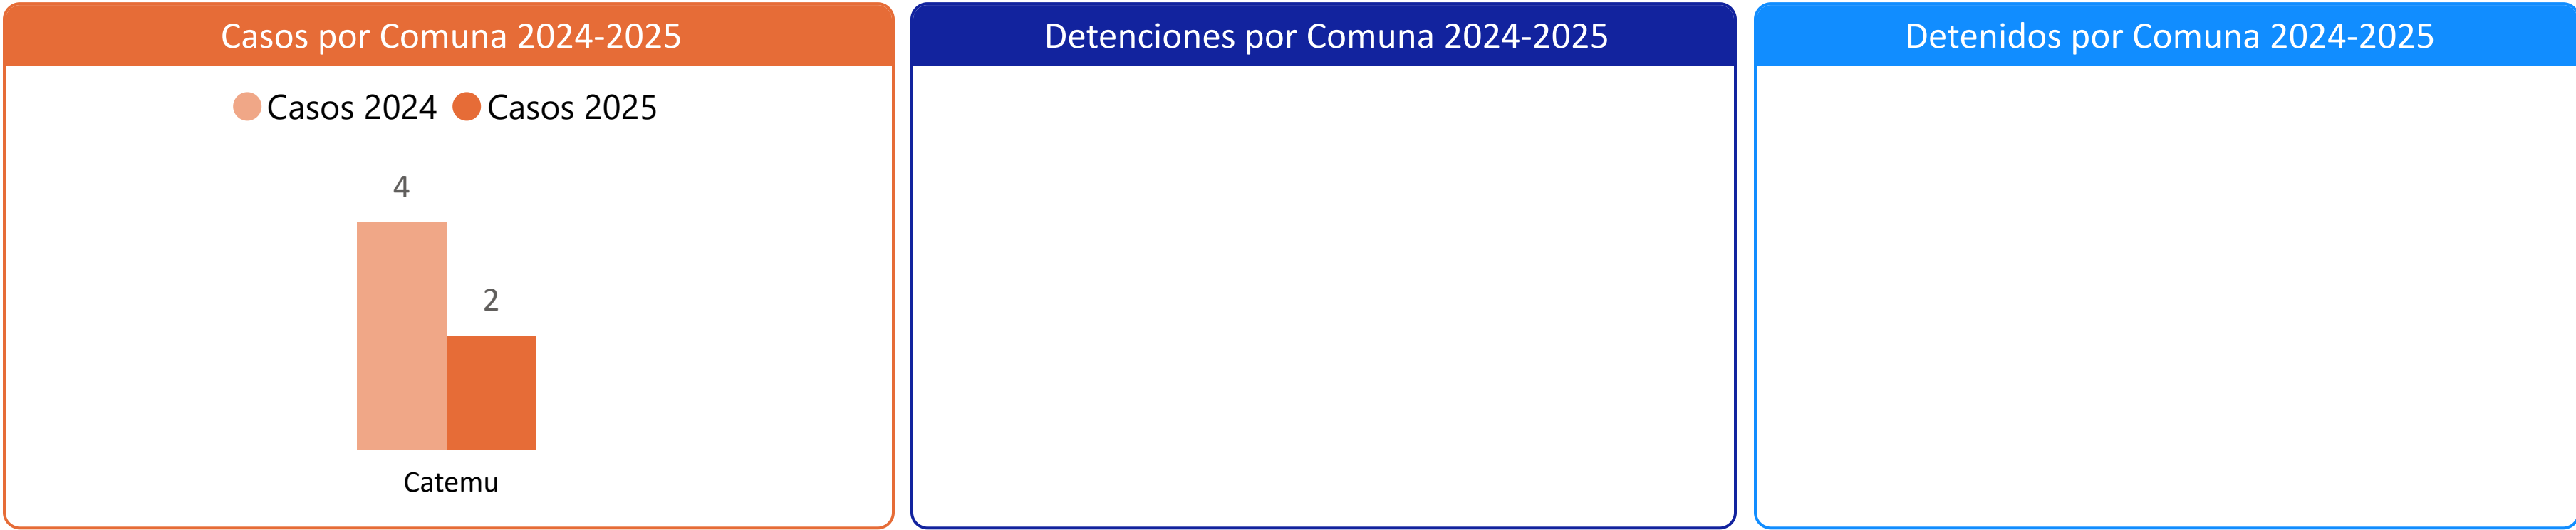 Casos por Comuna 2024-2025
Casos 2024 Casos 2025
4
2
Catemu
Detenciones por Comuna 2024-2025
Detenidos por Comuna 2024-2025